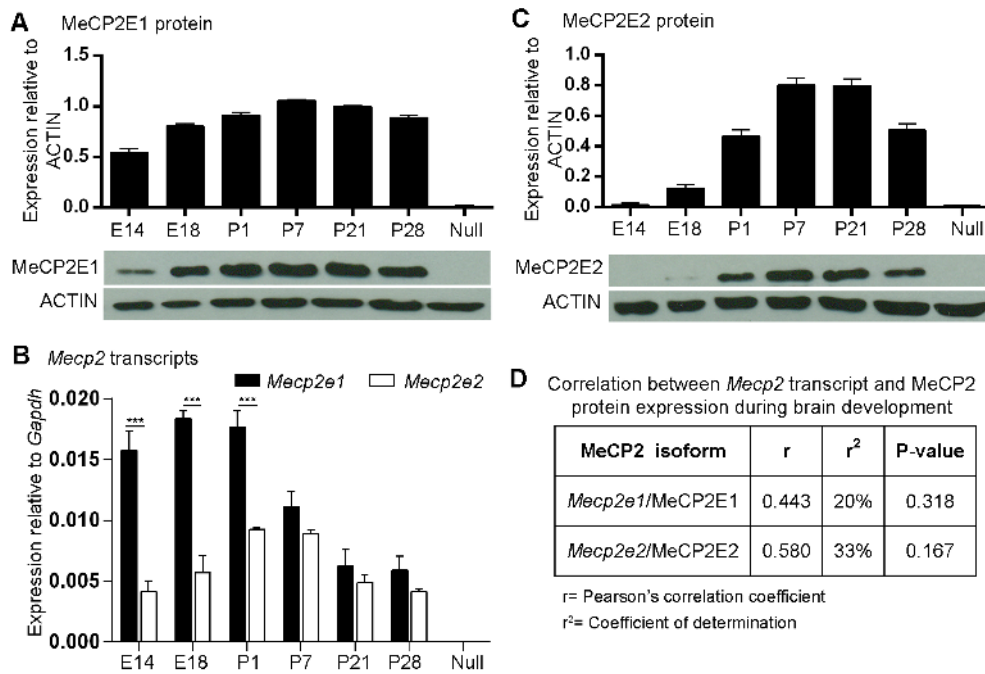 A MeCP2E1 protein
Expression relative to
ACTIN
1.5
1.0
0.5
0.0
E14 E18 P1 P7 P21 P28 Null
MeCP2E1
ACTIN
B Mecp2 transcripts
Mecp2e1 Mecp2e2
Expression relative to Gapdh
0.020
0.015
0.010
0.005
0.000
*** *** ***
E14 E18 P1 P7 P21 P28 Null
C MeCP2E2 protein
Expression relative to
ACTIN
1.0
0.8
0.6
0.4
0.2
0.0
E14 E18 P1 P7 P21 P28 Null
MeCP2E2
ACTIN
D Correlation between Mecp2 transcript and MeCP2
protein expression during brain development
MeCP2 isoform r r² P-value
Mecp2e1/MeCP2E1 0.443 20% 0.318
Mecp2e2/MeCP2E2 0.580 33% 0.167
r= Pearson's correlation coefficient
r²= Coefficient of determination